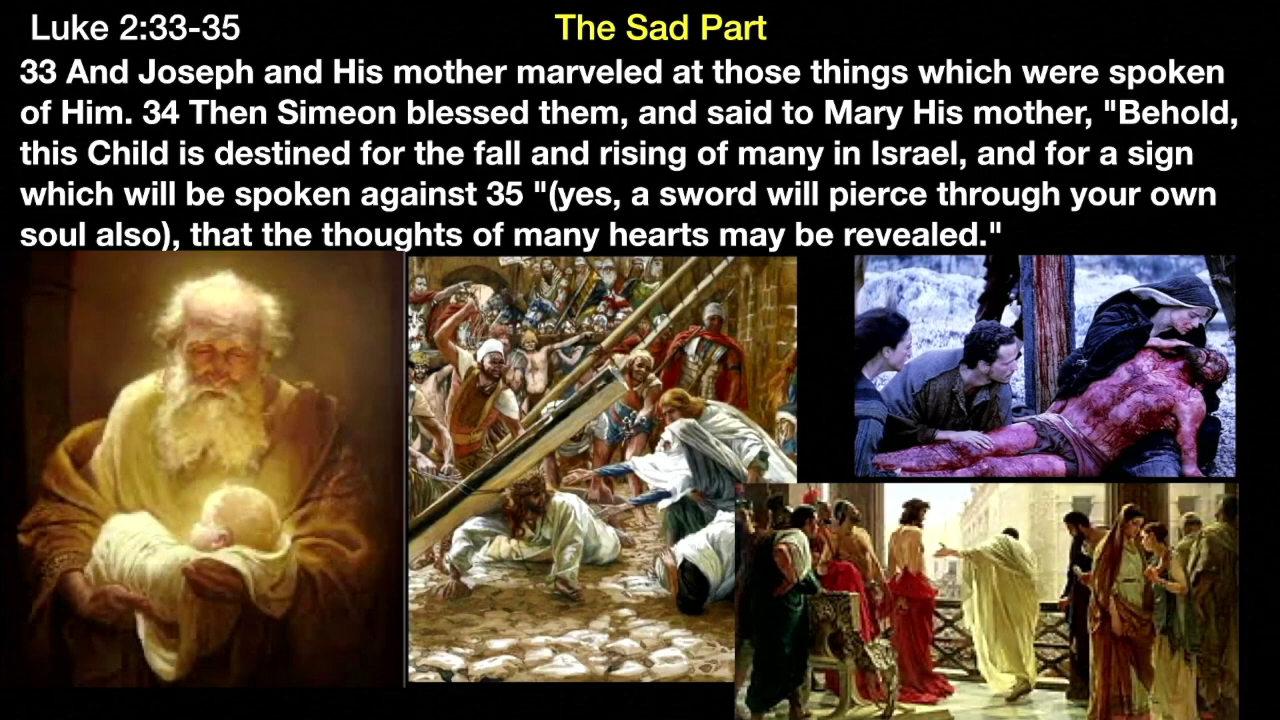 Luke 2:33-35
The Sad Part
33 And Joseph and His mother marveled at those things which were spoken
of Him. 34 Then Simeon blessed them, and said to Mary His mother, "Behold,
this Child is destined for the fall and rising of many in Israel, and for a sign
which will be spoken against 35 "(yes, a sword will pierce through your own
soul also), that the thoughts of many hearts may be revealed."